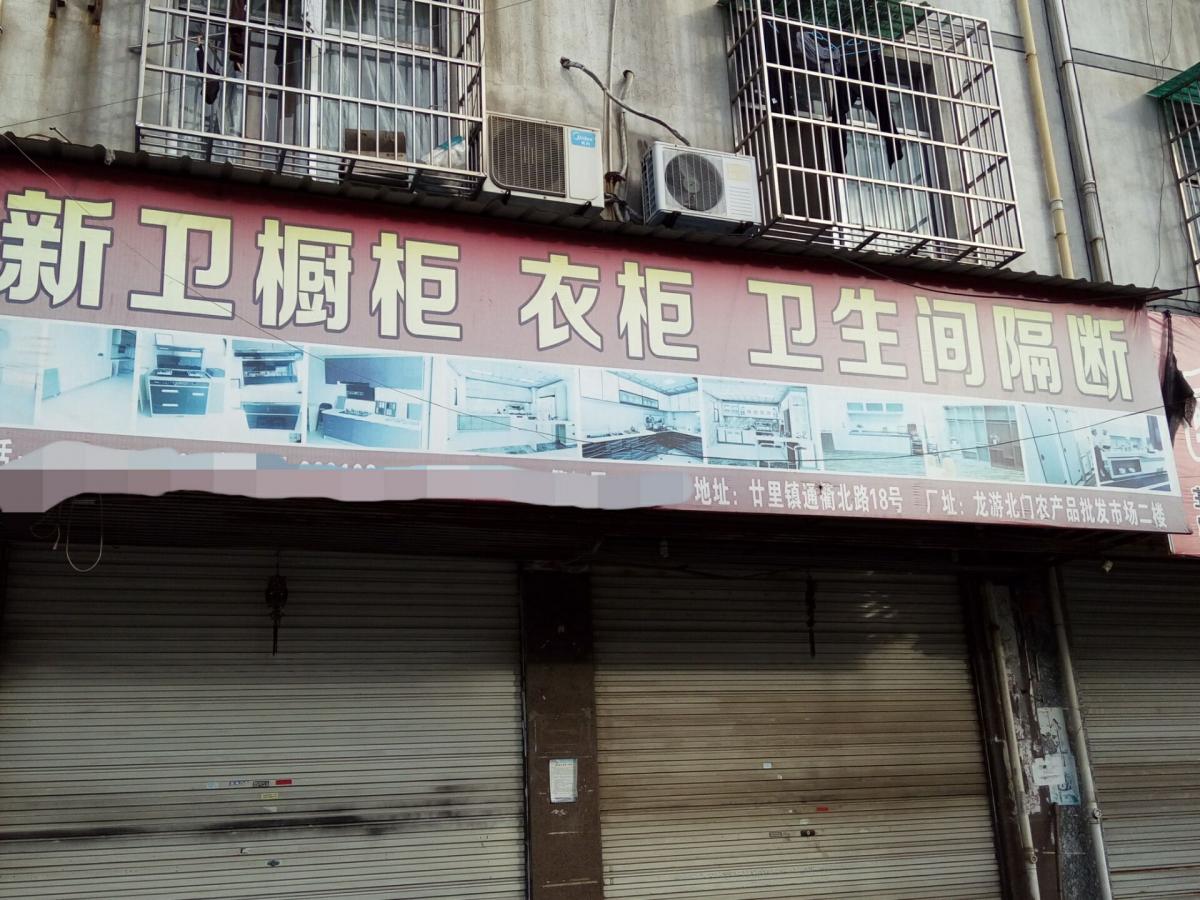 新卫橱柜 衣柜 卫生间隔断
地址：廿里镇通衢北路18号 厂址：龙游北门农产品批发市场二楼
Midea